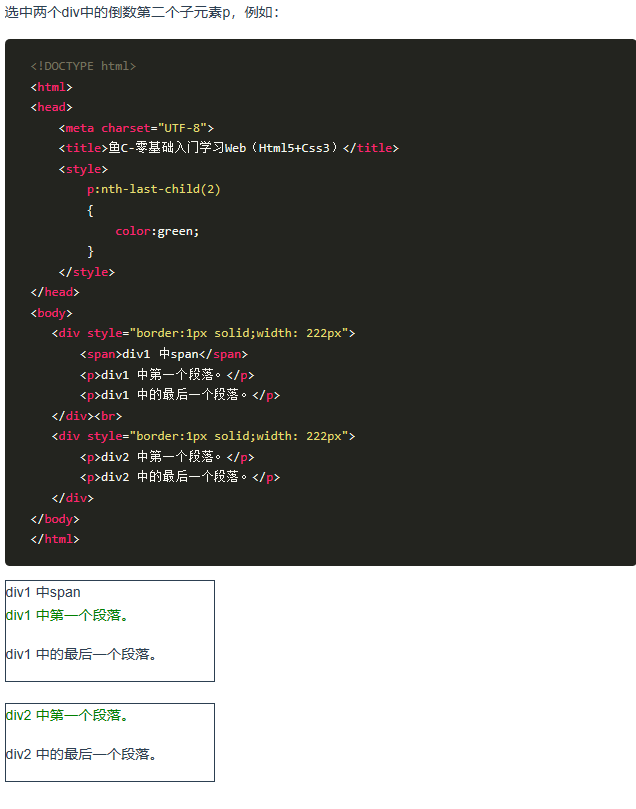 选中两个div中的倒数第二个子元素p，例如：
<!DOCTYPE html>
<html>
<head>
    <meta charset="UTF-8">
    <title>鱼C-零基础入门学习Web（Html5+Css3）</title>
    <style>
        p:nth-last-child(2)
        {
            color:green;
        }
    </style>
</head>
<body>
   <div style="border:1px solid;width: 222px">
       <span>div1 中span</span>
       <p>div1 中第一个段落。</p>
       <p>div1 中的最后一个段落。</p>
   </div><br>
   <div style="border:1px solid;width: 222px">
       <p>div2 中第一个段落。</p>
       <p>div2 中的最后一个段落。</p>
   </div>
</body>
</html>
div1 中span
div1 中第一个段落。
div1 中的最后一个段落。
div2 中第一个段落。
div2 中的最后一个段落。